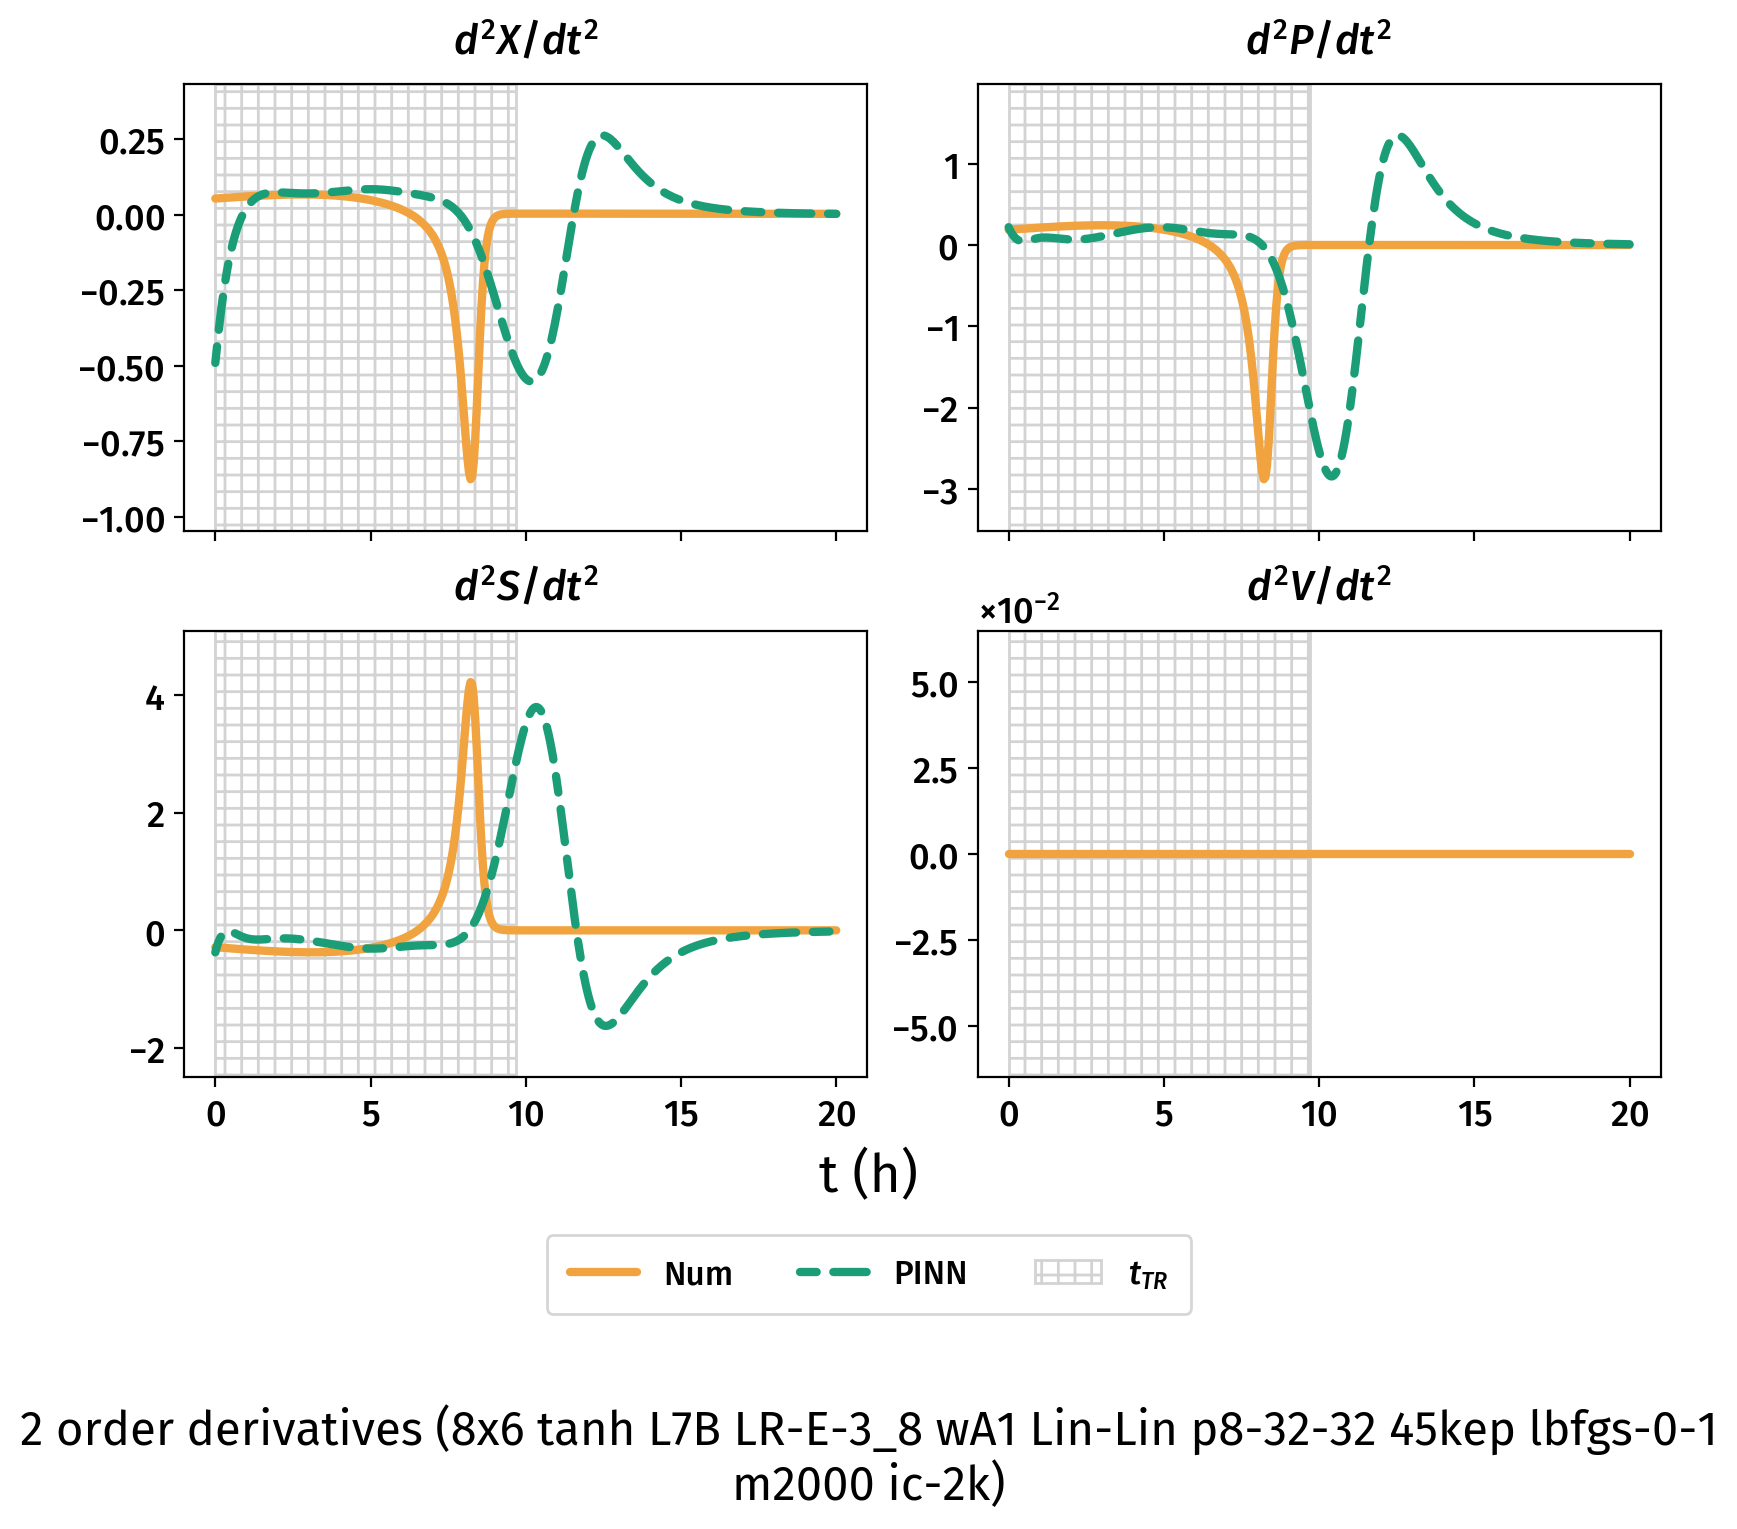 d²X/dt²
d²P/dt²
0.25
0.00
−0.25
−0.50
−0.75
−1.00
1
0
−1
−2
−3
d²S/dt²
d²V/dt²
×10⁻²
4
2
0
−2
5.0
2.5
0.0
−2.5
−5.0
0 5 10 15 20
0 5 10 15 20
t (h)
Num PINN t_TR
2 order derivatives (8x6 tanh L7B LR-E-3_8 wA1 Lin-Lin p8-32-32 45kep lbfgs-0-1
m2000 ic-2k)